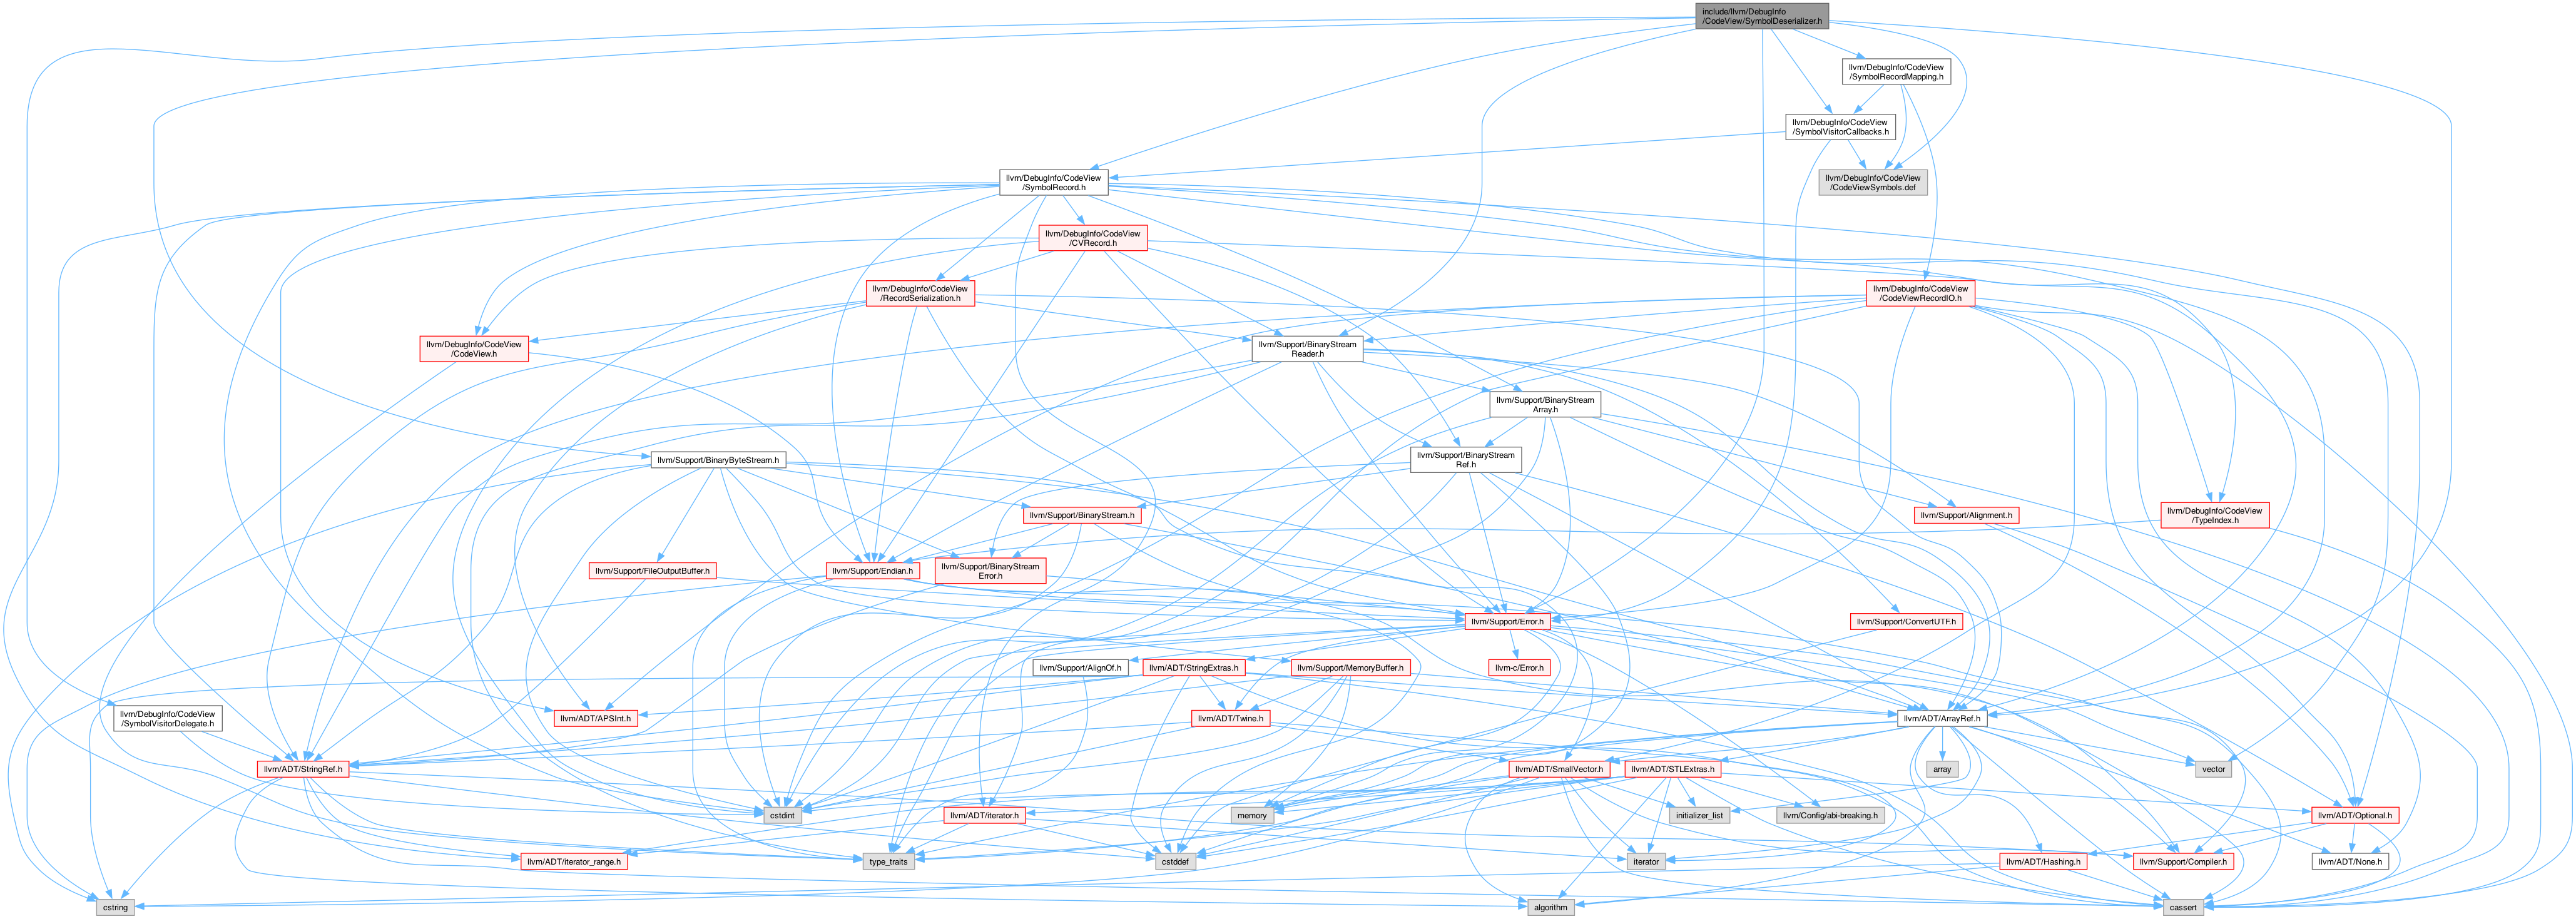 include/llvm/DebugInfo
/CodeView/SymbolDeserializer.h
llvm/DebugInfo/CodeView
/SymbolRecordMapping.h
llvm/DebugInfo/CodeView
/SymbolVisitorCallbacks.h
llvm/DebugInfo/CodeView
/SymbolRecord.h
llvm/DebugInfo/CodeView
/CodeViewSymbols.def
llvm/DebugInfo/CodeView
/CVRecord.h
llvm/DebugInfo/CodeView
/RecordSerialization.h
llvm/DebugInfo/CodeView
/CodeViewRecordIO.h
llvm/DebugInfo/CodeView
/CodeView.h
llvm/Support/BinaryStream
Reader.h
llvm/Support/BinaryStream
Array.h
llvm/Support/BinaryByteStream.h
llvm/Support/BinaryStream
Ref.h
llvm/Support/BinaryStream.h
llvm/Support/Alignment.h
llvm/DebugInfo/CodeView
/TypeIndex.h
llvm/Support/FileOutputBuffer.h
llvm/Support/Endian.h
llvm/Support/BinaryStream
Error.h
llvm/Support/Error.h
llvm/Support/ConvertUTF.h
llvm/Support/AlignOf.h
llvm/ADT/StringExtras.h
llvm/Support/MemoryBuffer.h
llvm-c/Error.h
llvm/DebugInfo/CodeView
/SymbolVisitorDelegate.h
llvm/ADT/APSInt.h
llvm/ADT/Twine.h
llvm/ADT/ArrayRef.h
llvm/ADT/StringRef.h
llvm/ADT/SmallVector.h
llvm/ADT/STLExtras.h
array
vector
cstdint
llvm/ADT/iterator.h
memory
initializer_list
llvm/Config/abi-breaking.h
llvm/ADT/Optional.h
llvm/ADT/iterator_range.h
type_traits
cstddef
iterator
llvm/ADT/Hashing.h
llvm/Support/Compiler.h
llvm/ADT/None.h
cstring
algorithm
cassert